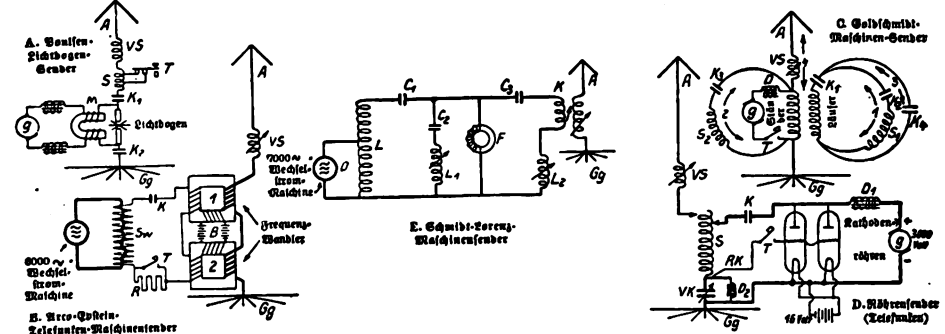 A
A. Poulsen-
Lichtbogen-
Sender
VS
S
T
K1
M
g
Lichtbogen
K2
Gg
A
VS
K
1
6000 ~
Wechsel-
strom-
Maschine
Sw
B
Frequenz-
Wandler
T
2
R
Gg
B. Arco-Epstein-
Telefunken-Maschinensender
C1
C3
K
A
C2
7000 ~
Wechsel-
strom-
Maschine
O
L
F
L1
L2
Gg
E. Schmidt-Lorenz-
Maschinensender
A
C. Goldschmidt-
Maschinen-Sender
VS
K3
D
g
Stän
der
K1
Läufer
S2
T
K4
Gg
VS
K
D1
Kathoden
röhren
S
T
g
RK
VK
D2
Gg
16 Volt
D. Röhrensender
(Telefunken)